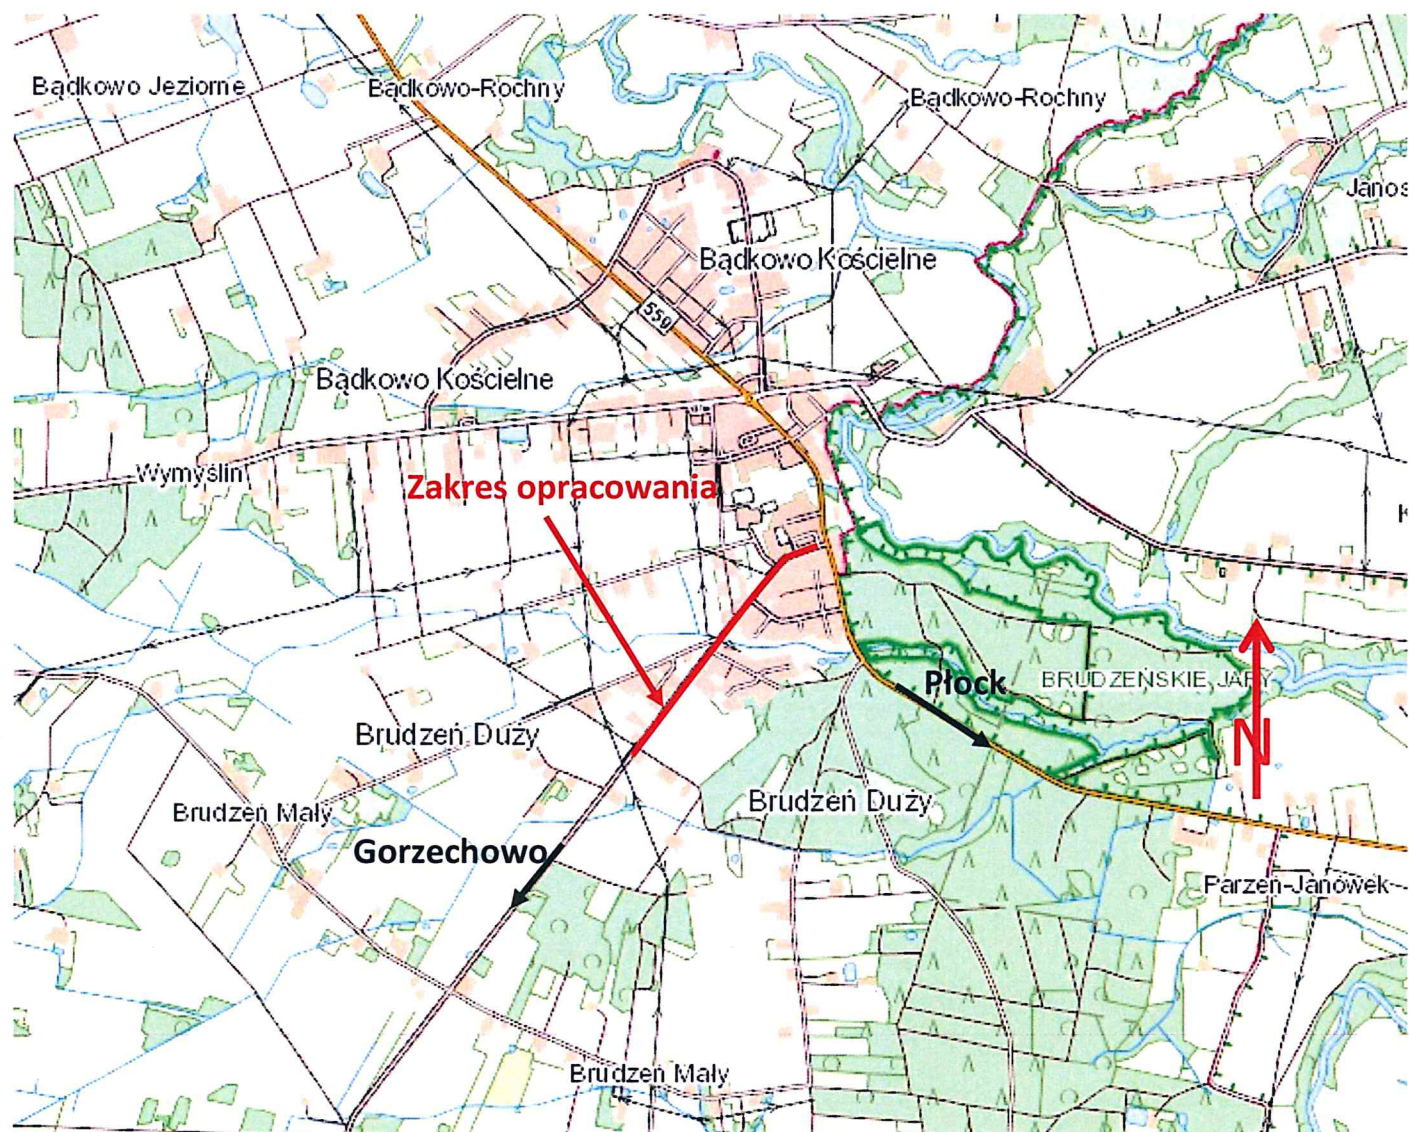 Bądkowo Jeziorne
Bądkowo-Rochny
Bądkowo-Rochny
Janos
Bądkowo Kościelne
559
Bądkowo Kościelne
Wymyślin
Zakres opracowania
K
Płock
BRUDZEŃSKIE JARY
N
Brudzeń Duży
Brudzeń Duży
Brudzeń Mały
Gorzechowo
Parzeń-Janówek
Brudzeń Mały